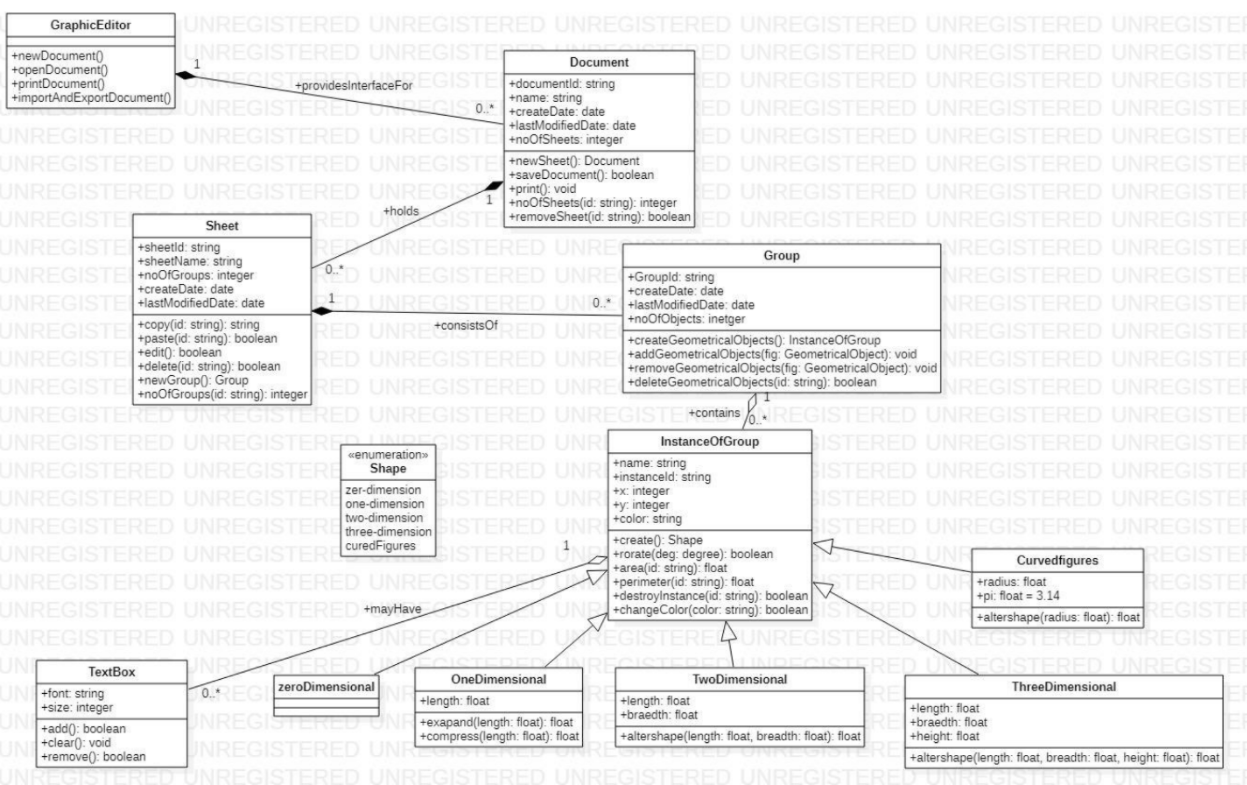 GraphicEditor
+newDocument()
+openDocument()
+printDocument()
+importAndExportDocument()
1
+providesInterfaceFor
0..*
Document
+documentId: string
+name: string
+createDate: date
+lastModifiedDate: date
+noOfSheets: integer
+newSheet(): Document
+saveDocument(): boolean
+print(): void
+noOfSheets(id: string): integer
+removeSheet(id: string): boolean
1
+holds
0..*
Sheet
+sheetId: string
+sheetName: string
+noOfGroups: integer
+createDate: date
+lastModifiedDate: date
+copy(id: string): string
+paste(id: string): boolean
+edit(): boolean
+delete(id: string): boolean
+newGroup(): Group
+noOfGroups(id: string): integer
1
+consistsOf
0..*
Group
+GroupId: string
+createDate: date
+lastModifiedDate: date
+noOfObjects: inetger
+createGeometricalObjects(): InstanceOfGroup
+addGeometricalObjects(fig: GeometricalObject): void
+removeGeometricalObjects(fig: GeometricalObject): void
+deleteGeometricalObjects(id: string): boolean
1
+contains
0..*
InstanceOfGroup
+name: string
+instanceId: string
+x: integer
+y: integer
+color: string
+create(): Shape
+rorate(deg: degree): boolean
+area(id: string): float
+perimeter(id: string): float
+destroyInstance(id: string): boolean
+changeColor(color: string): boolean
«enumeration»
Shape
zer-dimension
one-dimension
two-dimension
three-dimension
curedFigures
1
+mayHave
0..*
Curvedfigures
+radius: float
+pi: float = 3.14
+altershape(radius: float): float
TextBox
+font: string
+size: integer
+add(): boolean
+clear(): void
+remove(): boolean
zeroDimensional
OneDimensional
+length: float
+exapand(length: float): float
+compress(length: float): float
TwoDimensional
+length: float
+braedth: float
+altershape(length: float, breadth: float): float
ThreeDimensional
+length: float
+braedth: float
+height: float
+altershape(length: float, breadth: float, height: float): float
UNREGISTERED